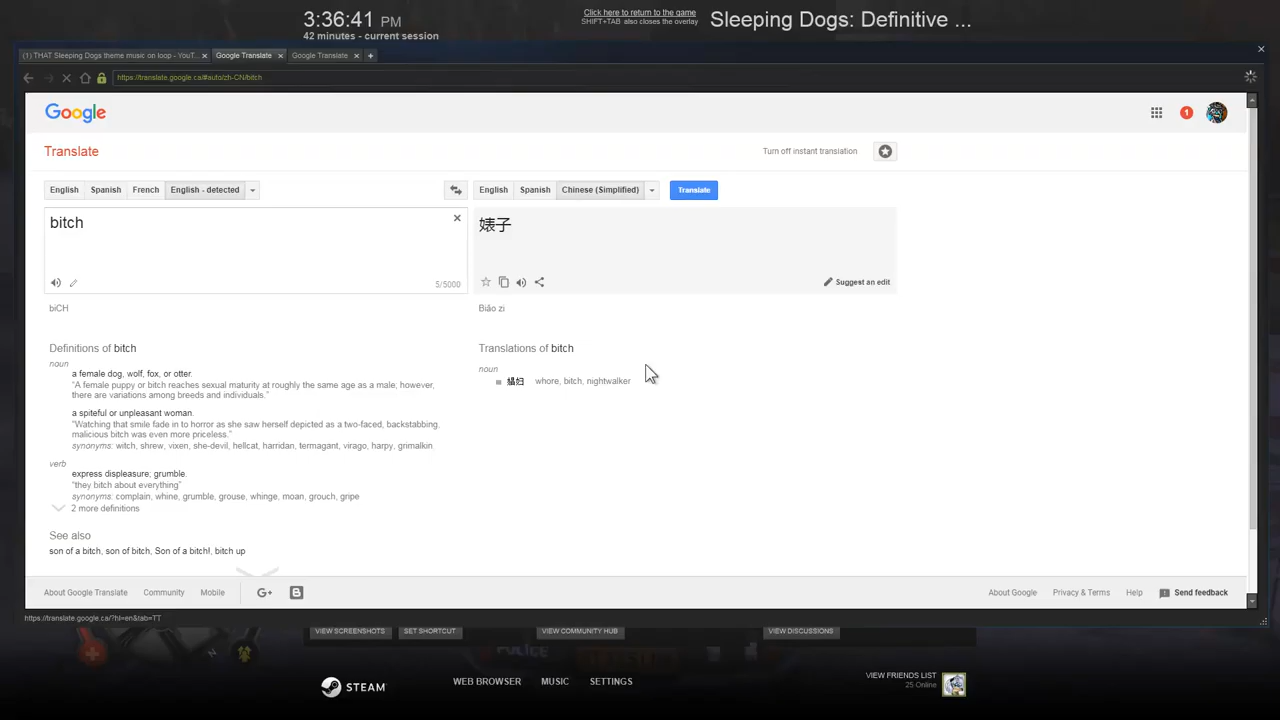 3:36:41 PM
42 minutes - current session
Click here to return to the game
SHIFT+TAB also closes the overlay
Sleeping Dogs: Definitive ...
(1) THAT Sleeping Dogs theme music on loop - YouT...
Google Translate
Google Translate
https://translate.google.ca/#auto/zh-CN/bitch
Google
1
Translate
Turn off instant translation
English Spanish French English - detected
English Spanish Chinese (Simplified) Translate
bitch
婊子
5/5000
Suggest an edit
biCH
Biǎo zi
Definitions of bitch
noun
a female dog, wolf, fox, or otter.
"A female puppy or bitch reaches sexual maturity at roughly the same age as a male, however,
there are variations among breeds and individuals."
a spiteful or unpleasant woman.
"Watching that smile fade in to horror as she saw herself depicted as a two-faced, backstabbing,
malicious bitch was even more priceless."
synonyms: witch, shrew, vixen, she-devil, hellcat, harridan, termagant, virago, harpy, grimalkin.
verb
express displeasure; grumble.
"they bitch about everything"
synonyms: complain, whine, grumble, grouse, whinge, moan, grouch, gripe
2 more definitions
See also
son of a bitch, son of bitch, Son of a bitch!, bitch up
Translations of bitch
noun
whore, bitch, nightwalker
About Google Translate Community Mobile
G+
About Google Privacy & Terms Help Send feedback
https://translate.google.ca/?hl=en&tab=TT
VIEW SCREENSHOTS SET SHORTCUT VIEW COMMUNITY HUB VIEW DISCUSSIONS
POLICE
STEAM
WEB BROWSER MUSIC SETTINGS
VIEW FRIENDS LIST
25 Online